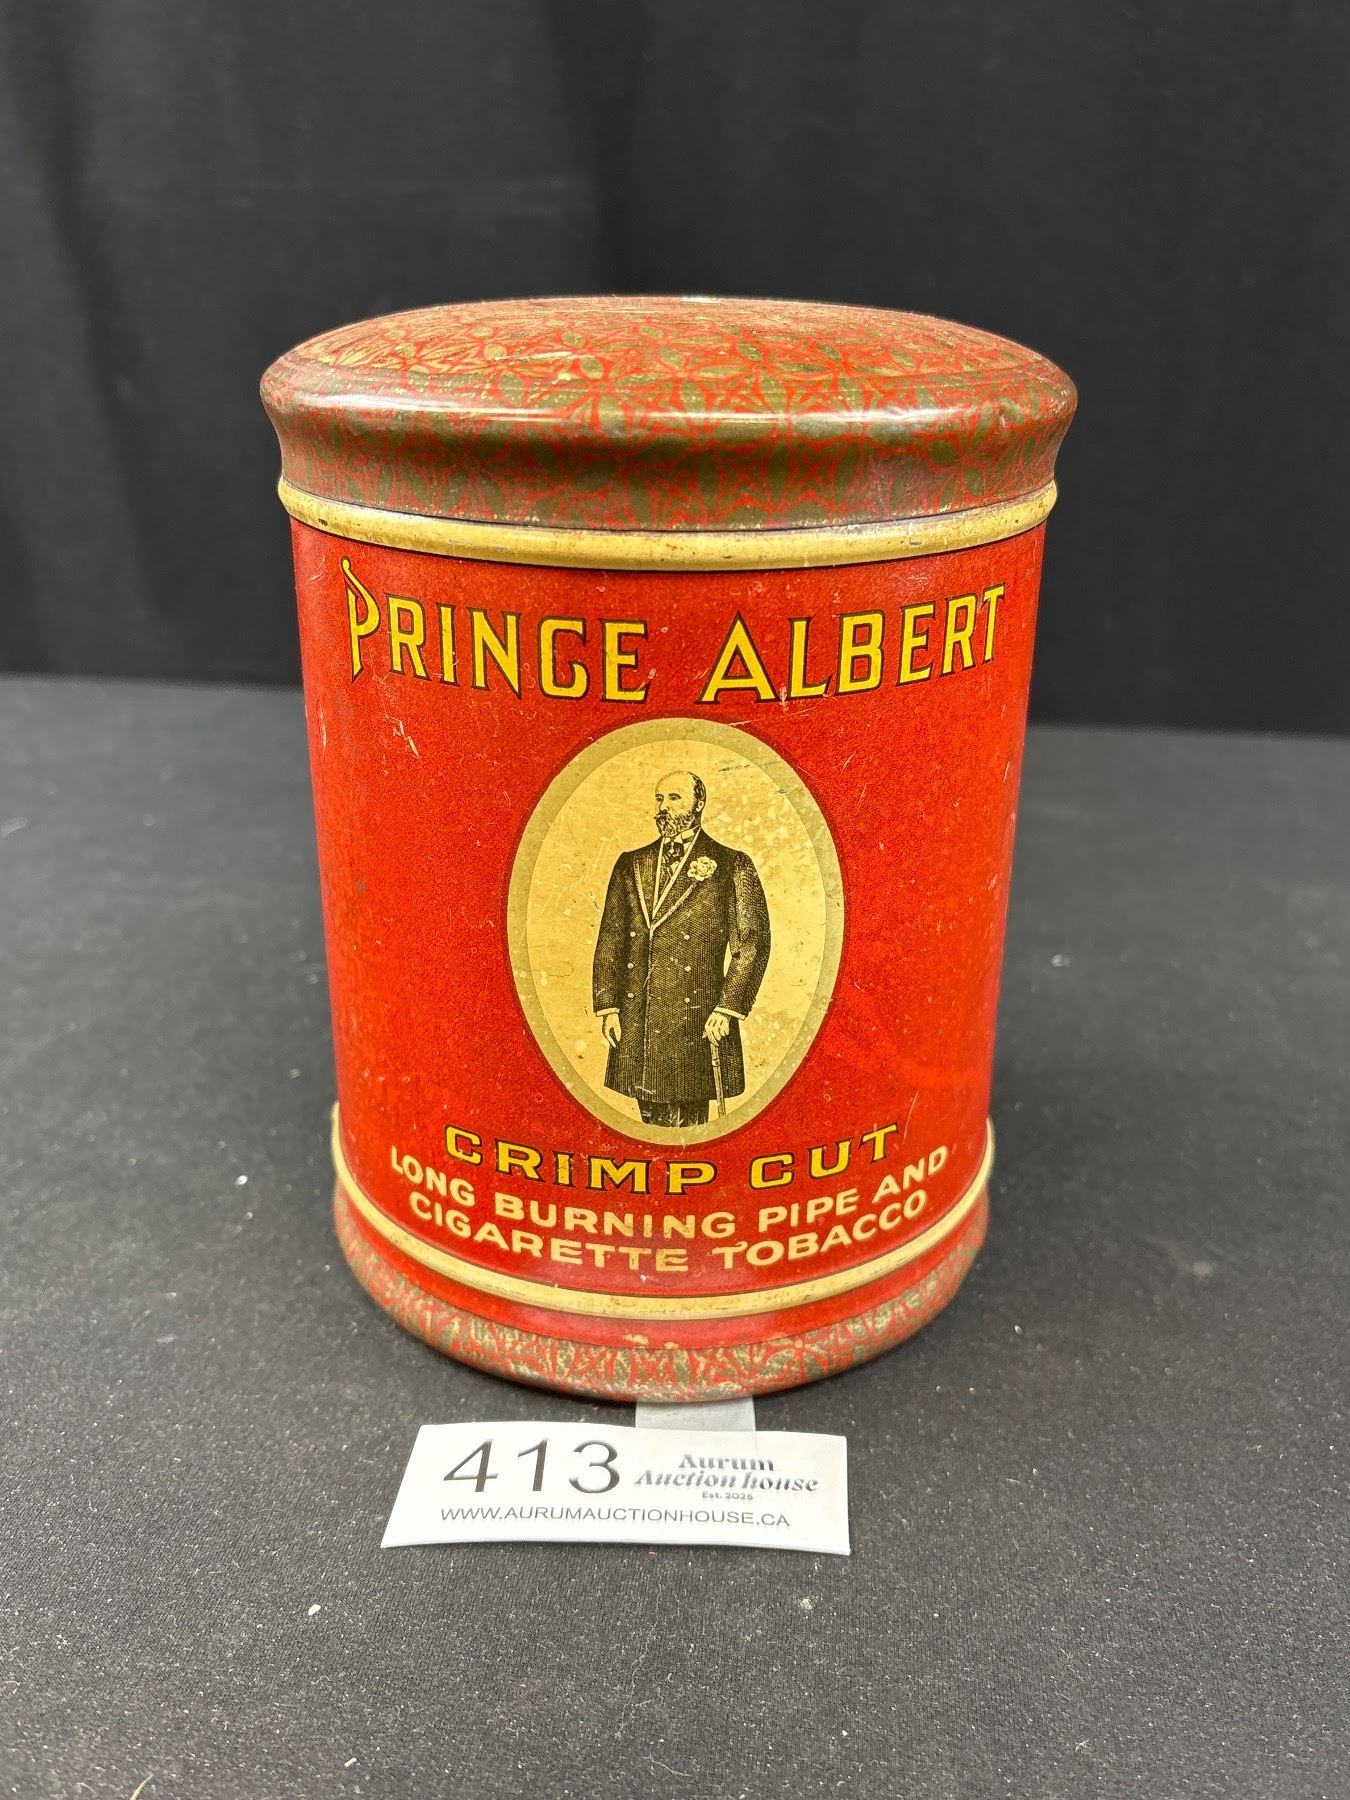 PRINCE ALBERT
CRIMP CUT
LONG BURNING PIPE AND
CIGARETTE TOBACCO
413
Aurum
Auction house
Est. 2025
WWW.AURUMAUCTIONHOUSE.CA